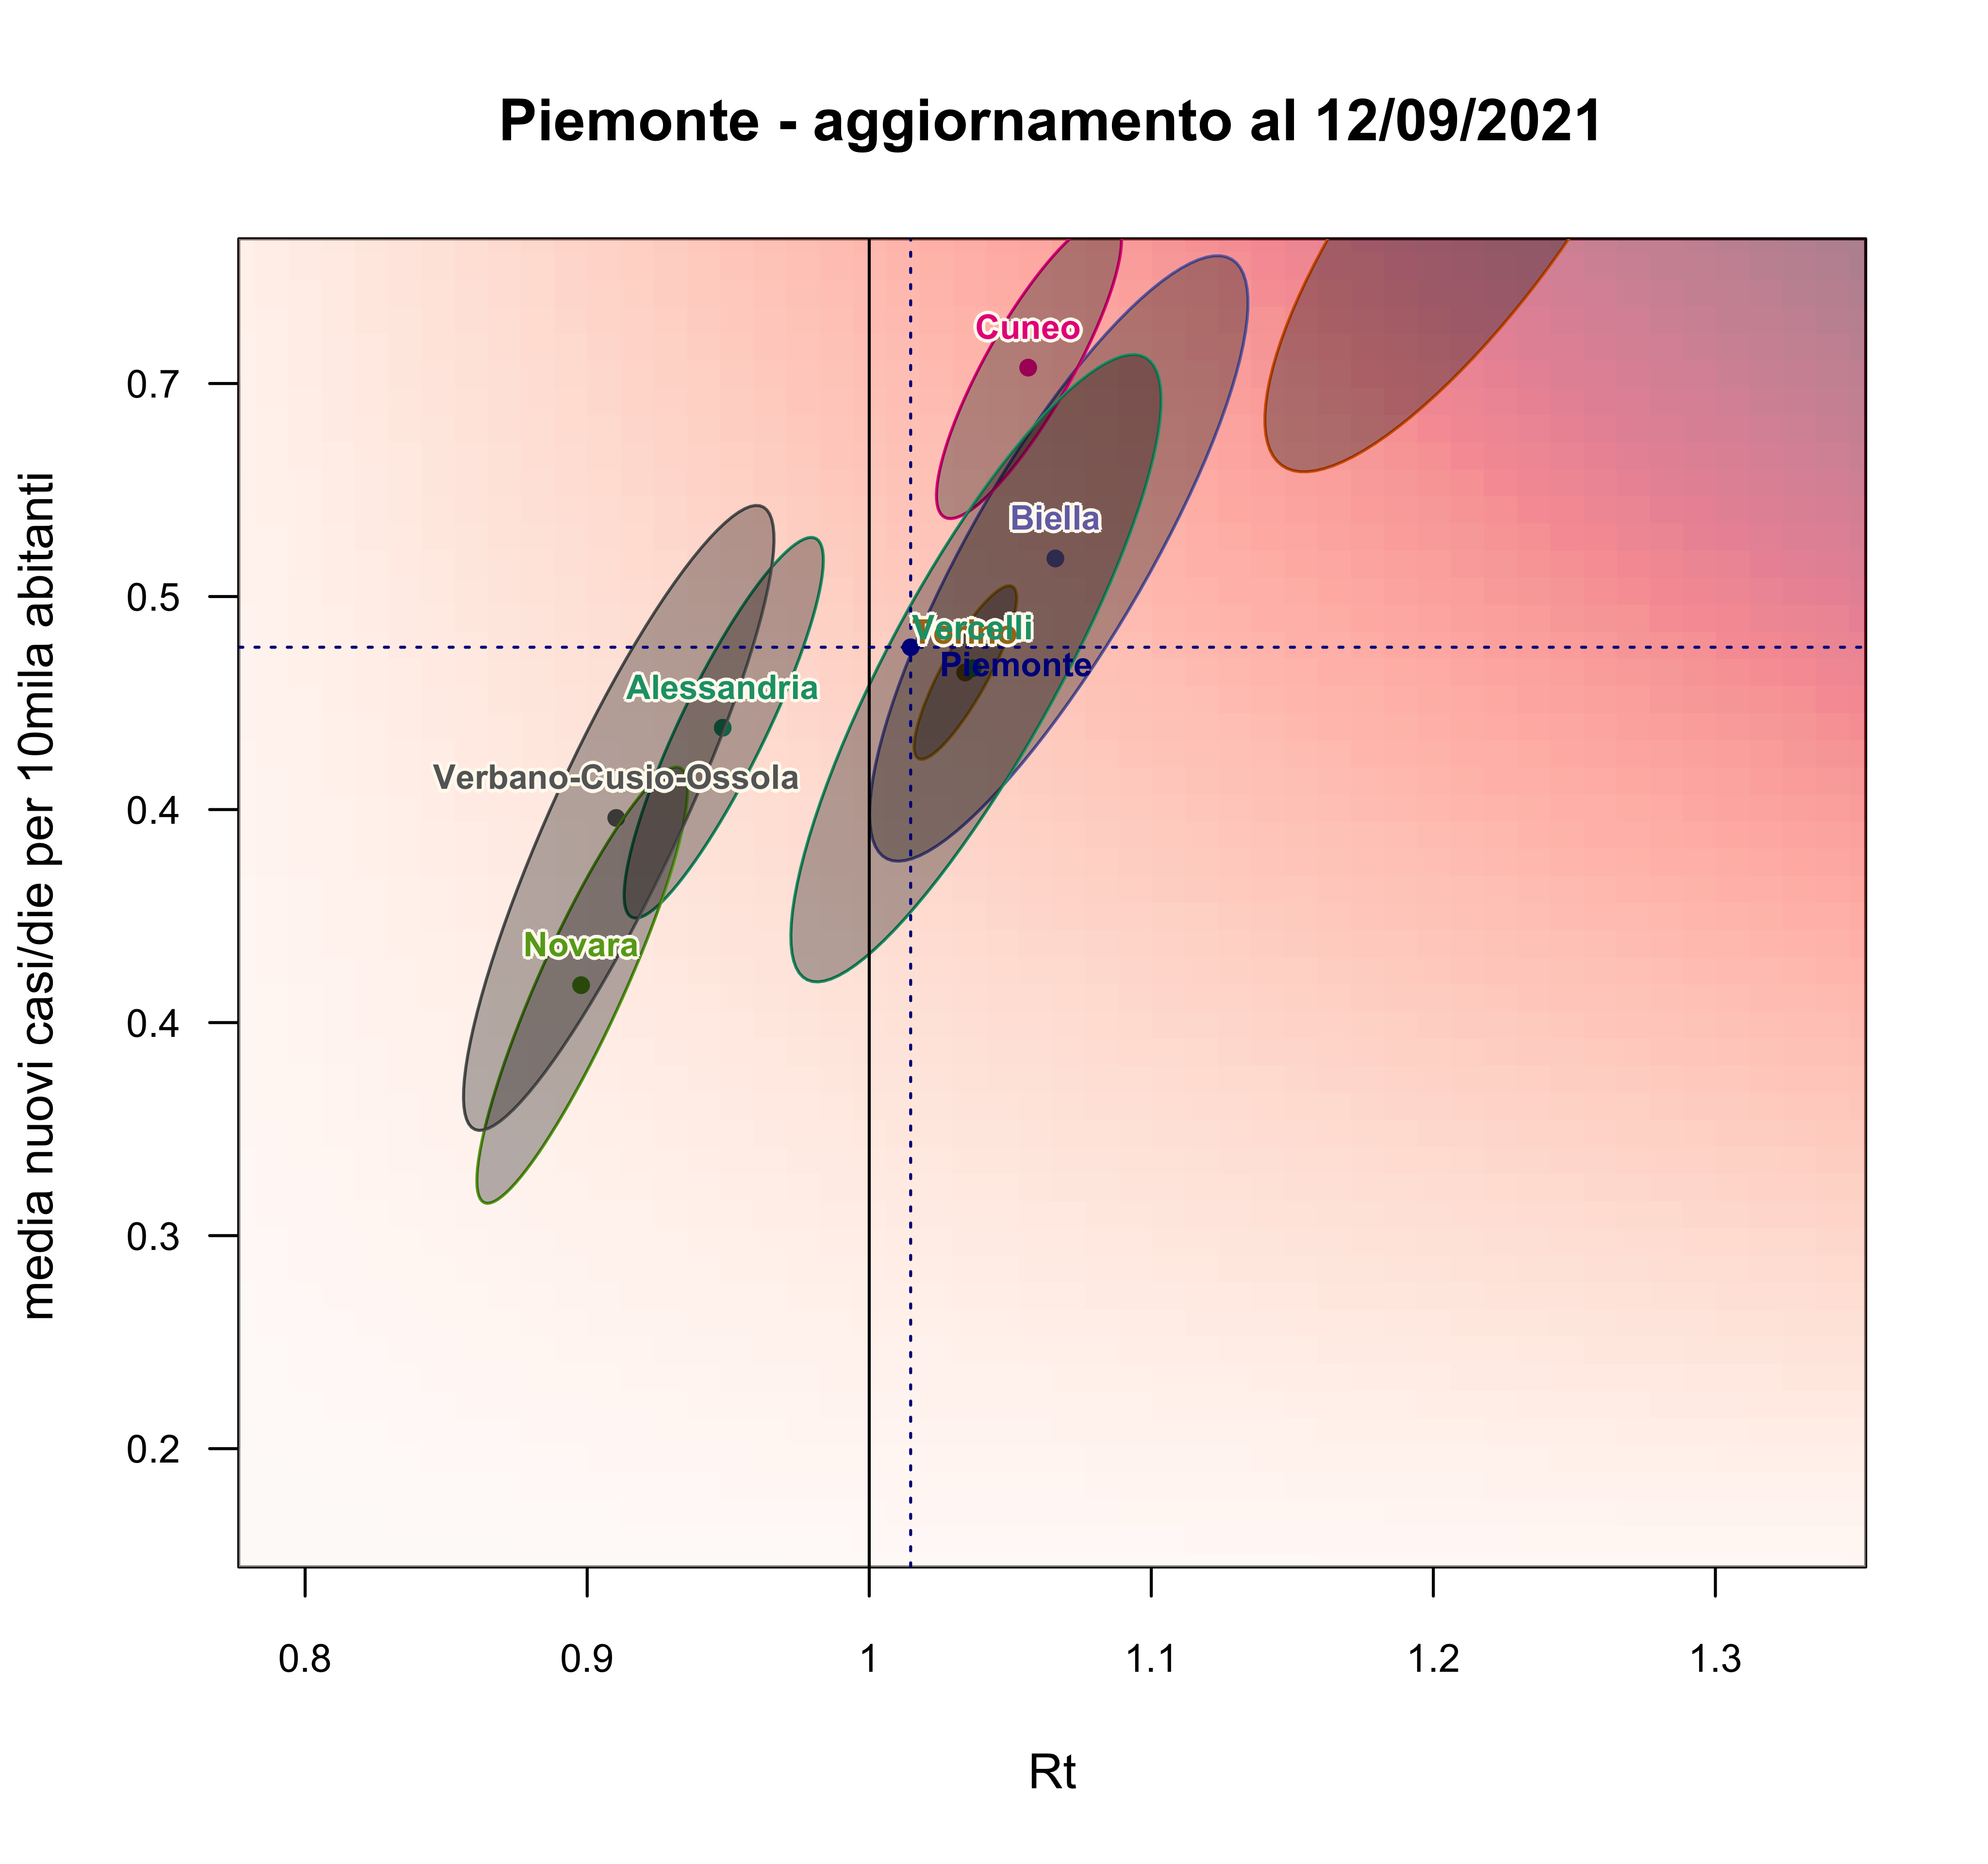 Piemonte - aggiornamento al 12/09/2021
media nuovi casi/die per 10mila abitanti
0.7
0.5
0.4
0.4
0.3
0.2
Cuneo
Biella
Torino
Vercelli
Piemonte
Alessandria
Verbano-Cusio-Ossola
Novara
0.8 0.9 1 1.1 1.2 1.3
Rt